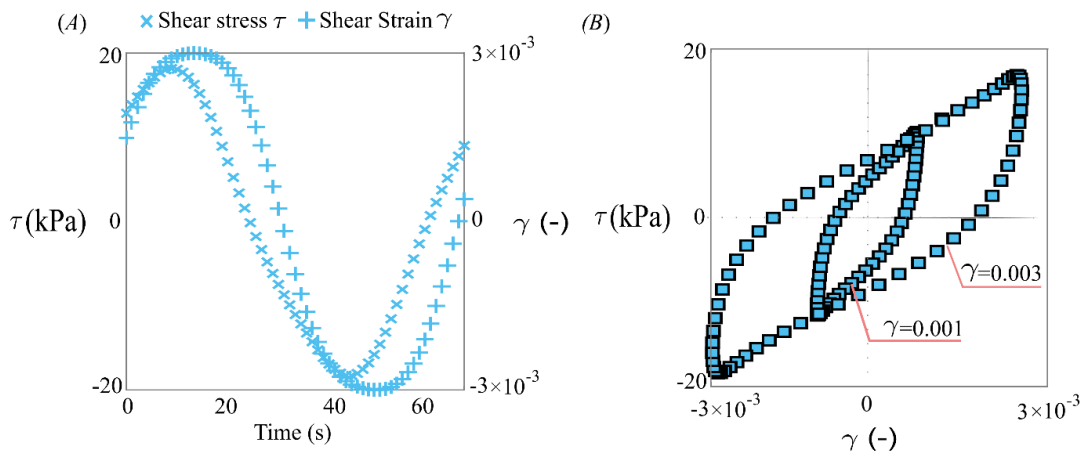 (A) × Shear stress τ + Shear Strain γ
20
3×10⁻³
τ (kPa)
0
0
γ (-)
-20
-3×10⁻³
0 20 40 60
Time (s)
(B)
20
τ (kPa)
0
γ=0.003
γ=0.001
-20
-3×10⁻³ 0 3×10⁻³
γ (-)